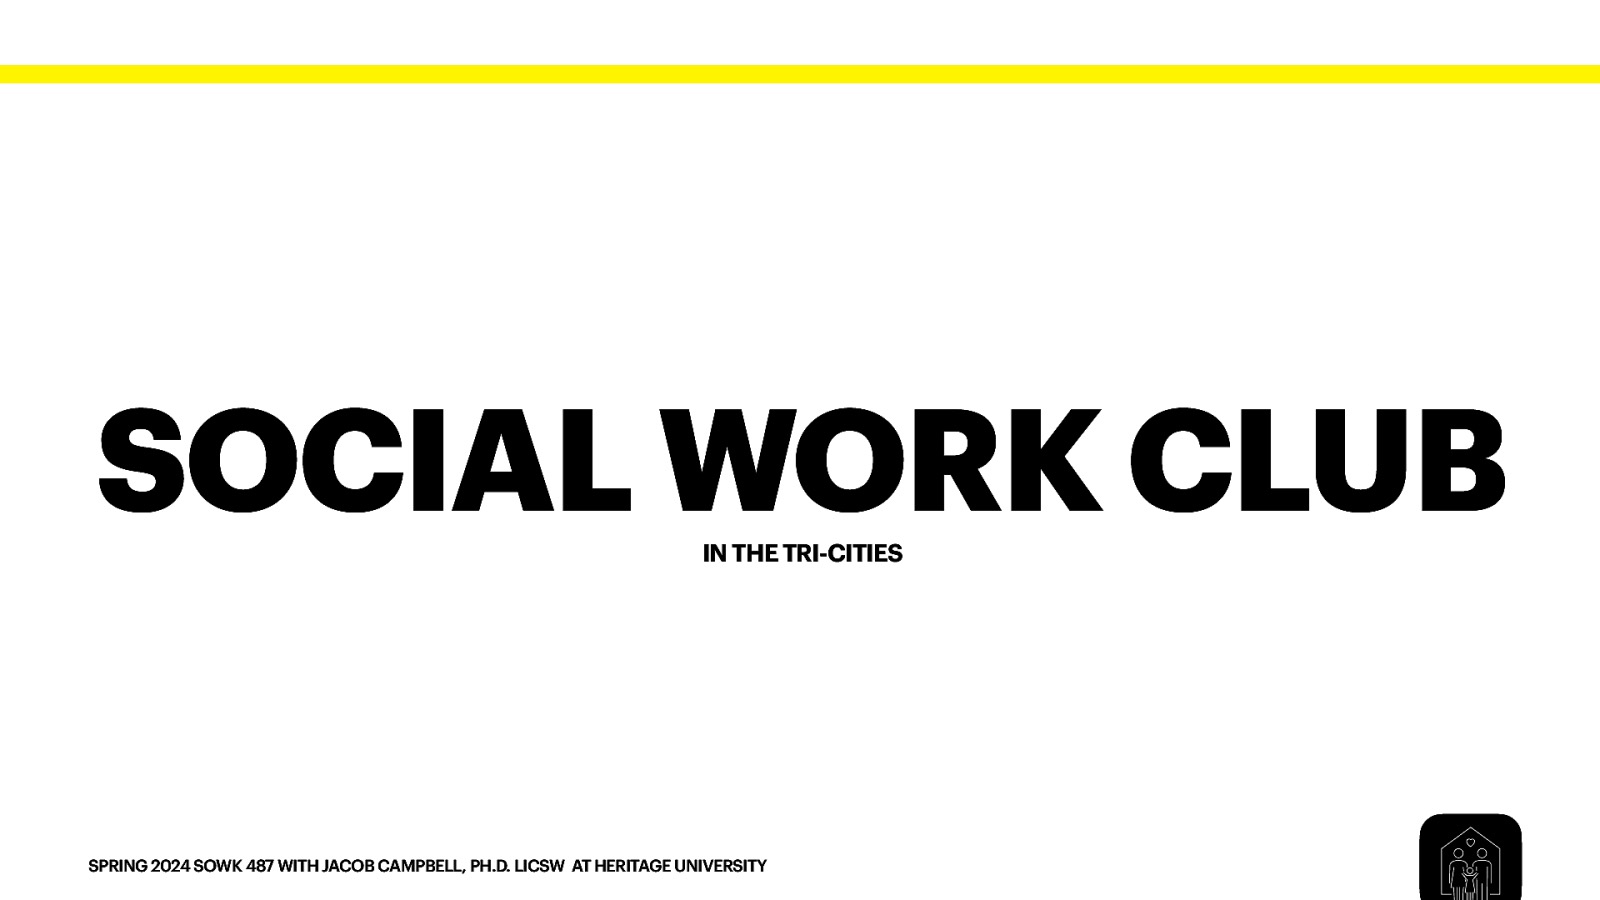 SOCIAL WORK CLUB
IN THE TRI-CITIES
SPRING 2024 SOWK 487 WITH JACOB CAMPBELL, PH.D. LICSW AT HERITAGE UNIVERSITY